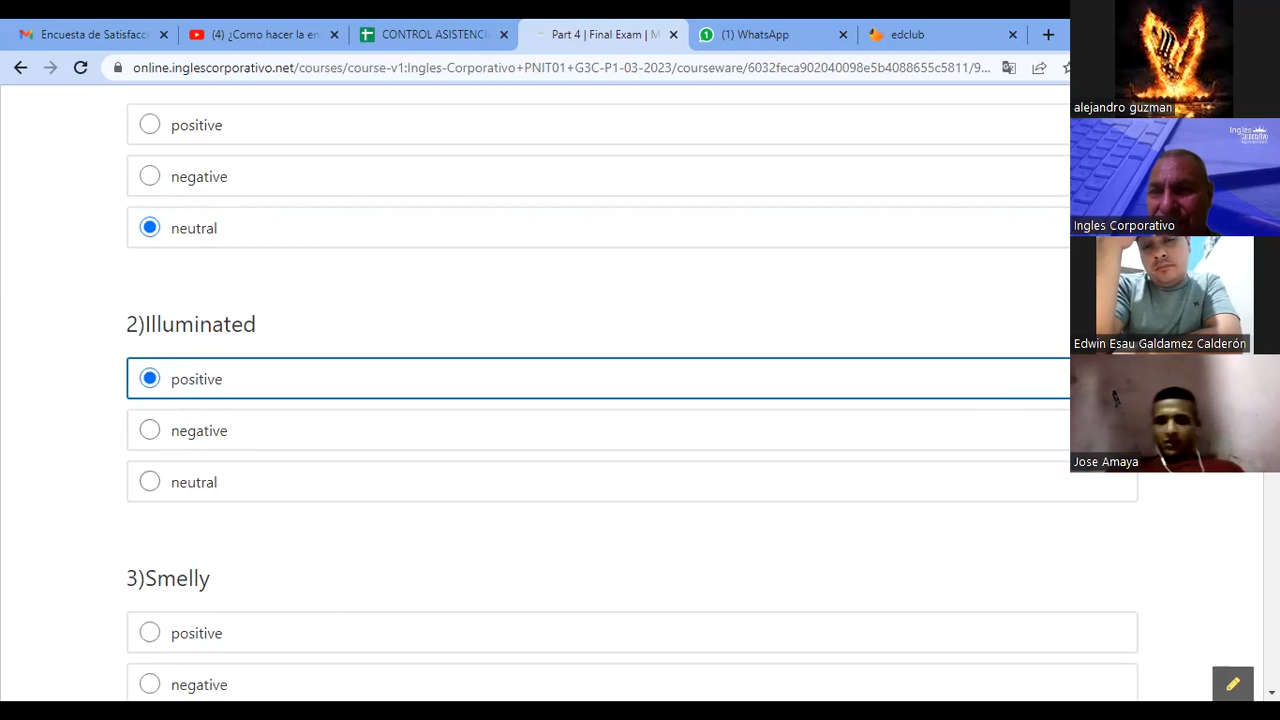 Encuesta de Satisfacc
(4) ¿Como hacer la en
CONTROL ASISTENCI
Part 4 | Final Exam | M
(1) WhatsApp
edclub
online.inglescorporativo.net/courses/course-v1:Ingles-Corporativo+PNIT01+G3C-P1-03-2023/courseware/6032feca902040098e5b4088655c5811/9...
positive
negative
neutral
2)Illuminated
positive
negative
neutral
3)Smelly
positive
negative
alejandro guzman
Ingles Corporativo
Edwin Esau Galdamez Calderón
Jose Amaya